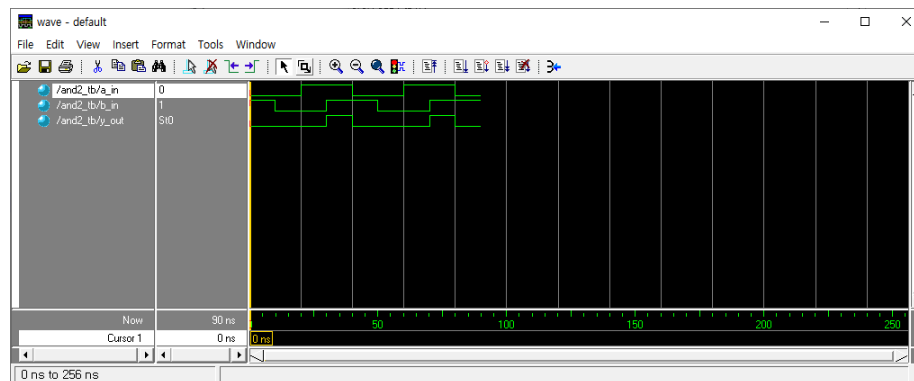 wave - default
File Edit View Insert Format Tools Window
/and2_tb/a_in 0
/and2_tb/b_in 1
/and2_tb/y_out St0
Now 90 ns 50 100 150 200 250
Cursor 1 0 ns 0 ns
0 ns to 256 ns